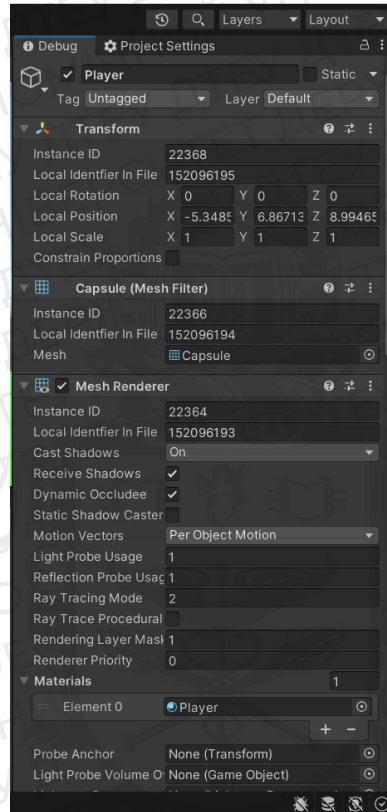 Layers Layout
Debug Project Settings
Player Static
Tag Untagged Layer Default
Transform
Instance ID 22368
Local Identfier In File 152096195
Local Rotation X 0 Y 0 Z 0
Local Position X -5.3485 Y 6.86713 Z 8.99465
Local Scale X 1 Y 1 Z 1
Constrain Proportions
Capsule (Mesh Filter)
Instance ID 22366
Local Identfier In File 152096194
Mesh Capsule
Mesh Renderer
Instance ID 22364
Local Identfier In File 152096193
Cast Shadows On
Receive Shadows
Dynamic Occludee
Static Shadow Caster
Motion Vectors Per Object Motion
Light Probe Usage 1
Reflection Probe Usag 1
Ray Tracing Mode 2
Ray Trace Procedural
Rendering Layer Mask 1
Renderer Priority 0
Materials 1
Element 0 Player
+ -
Probe Anchor None (Transform)
Light Probe Volume O None (Game Object)